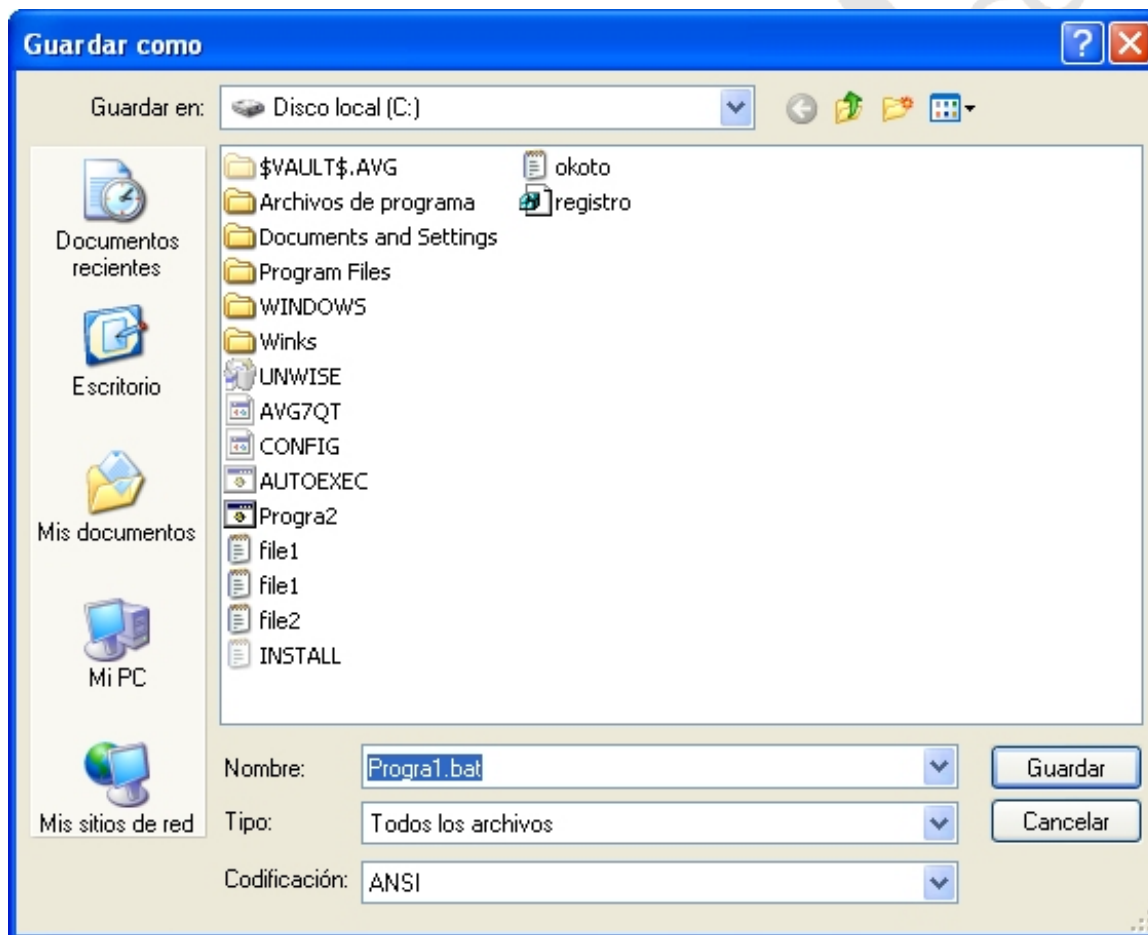 Guardar como
Guardar en:
Disco local (C:)
Documentos
recientes
Escritorio
Mis documentos
Mi PC
Mis sitios de red
$VAULT$.AVG
Archivos de programa
Documents and Settings
Program Files
WINDOWS
Winks
UNWISE
AVG7QT
CONFIG
AUTOEXEC
Progra2
file1
file1
file2
INSTALL
okoto
registro
Nombre:
Progra1.bat
Guardar
Tipo:
Todos los archivos
Cancelar
Codificación:
ANSI